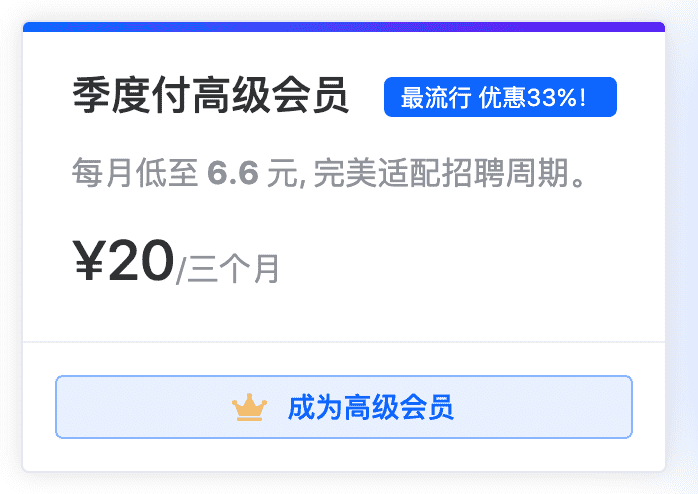 季度付高级会员 最流行 优惠33%!
每月低至 6.6 元, 完美适配招聘周期。
¥20/三个月
成为高级会员